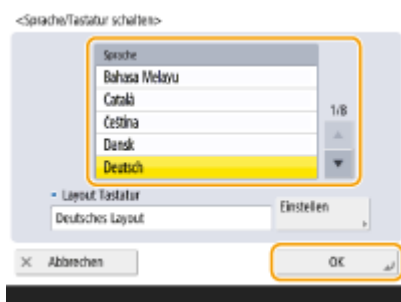 <Sprache/Tastatur schalten>
Sprache
Bahasa Melayu
Català
Čeština
Dansk
Deutsch
1/8
Layout Tastatur
Deutsches Layout
Einstellen
Abbrechen
OK